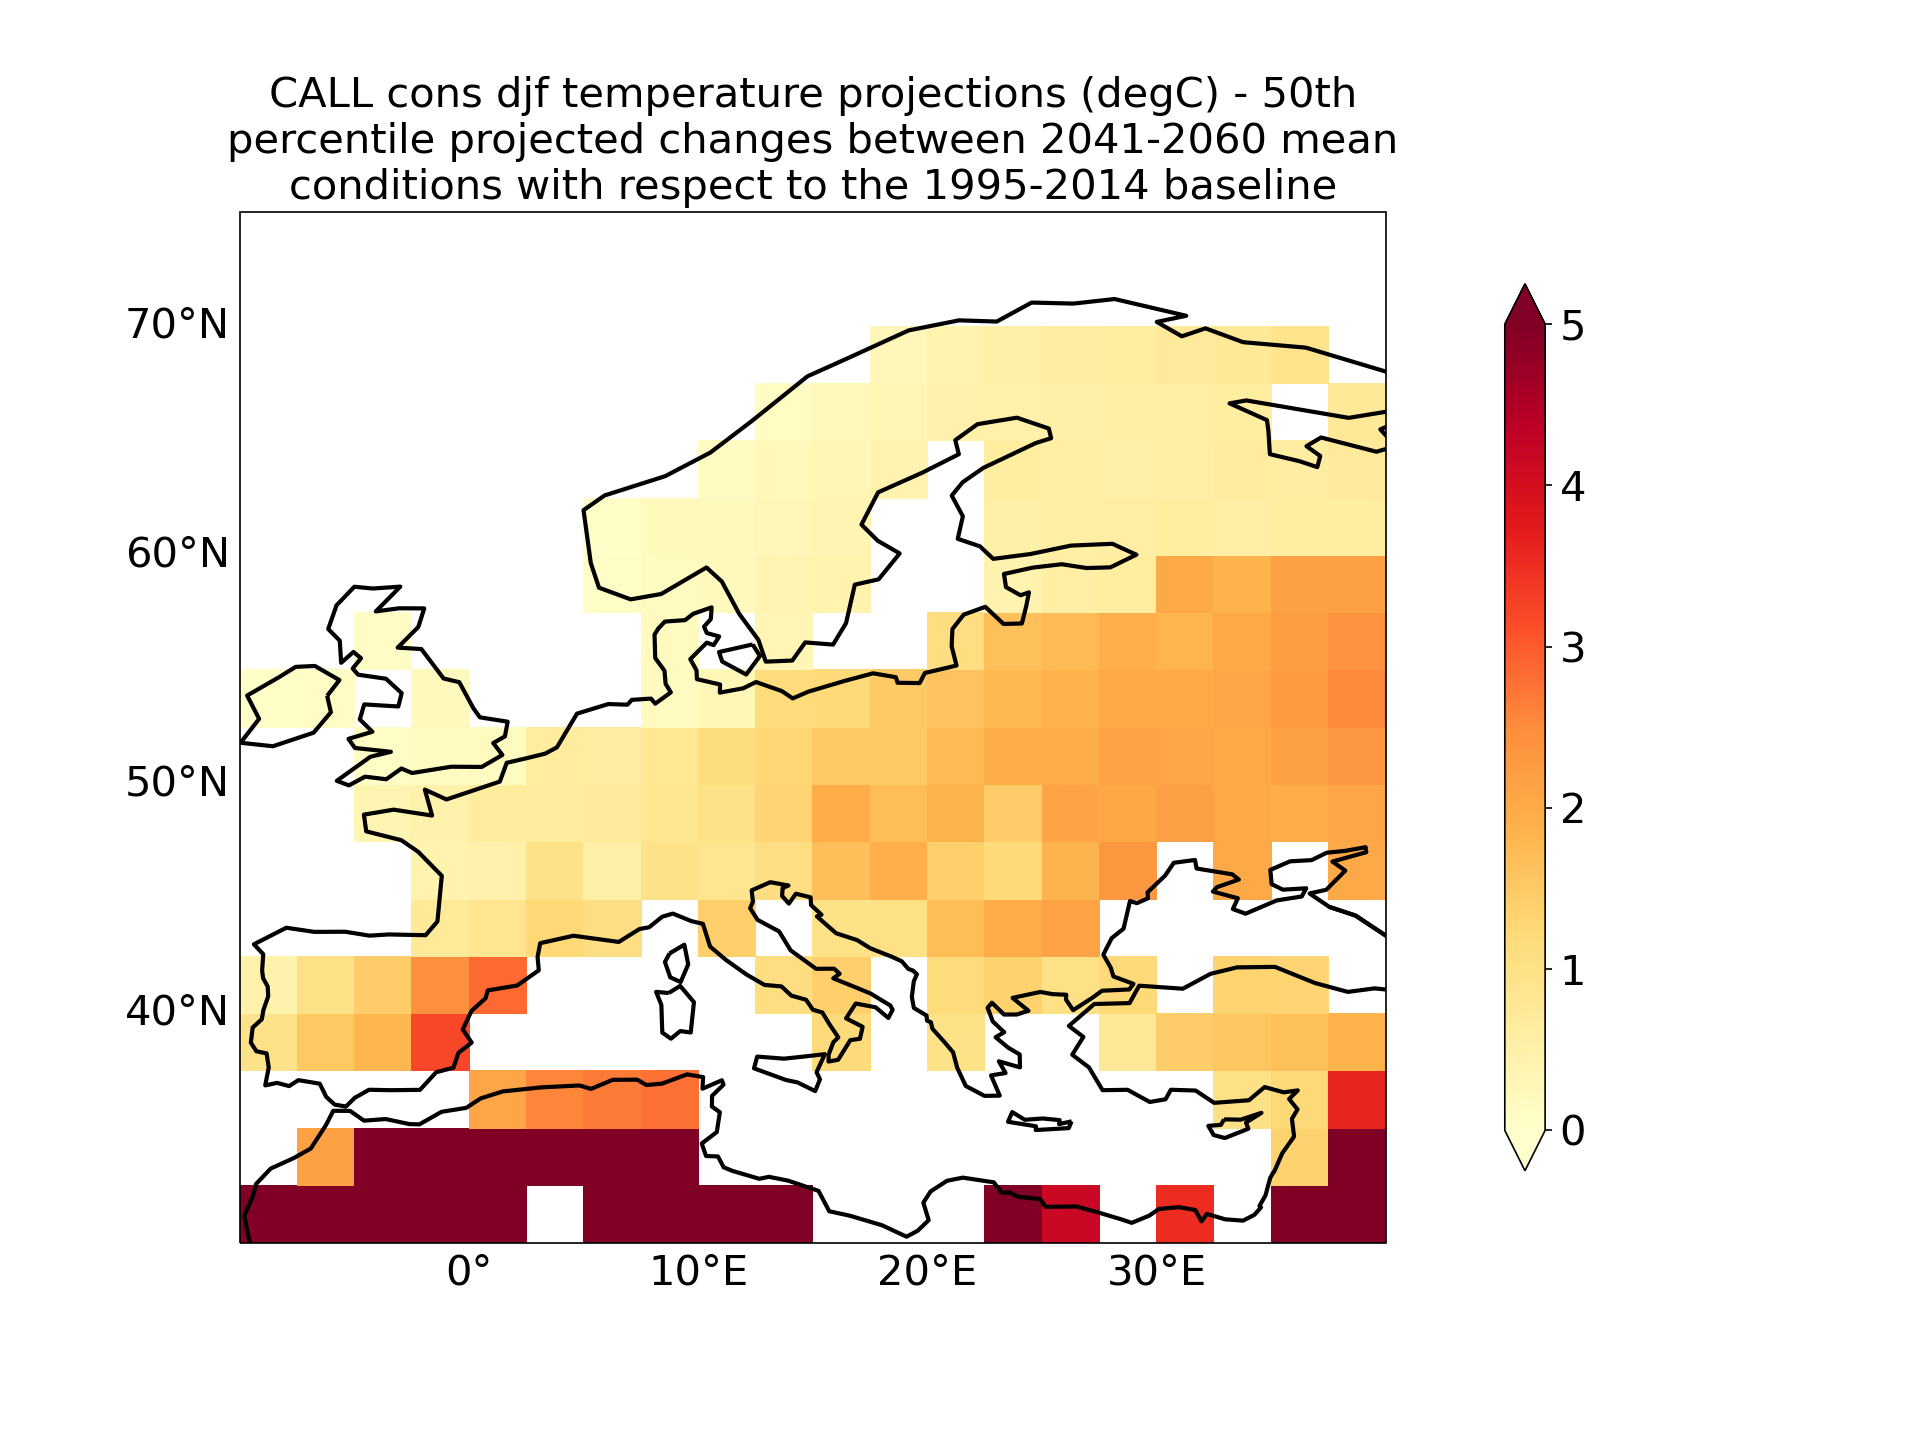 CALL cons djf temperature projections (degC) - 50th
percentile projected changes between 2041-2060 mean
conditions with respect to the 1995-2014 baseline
70°N
60°N
50°N
40°N
0°
10°E
20°E
30°E
5
4
3
2
1
0